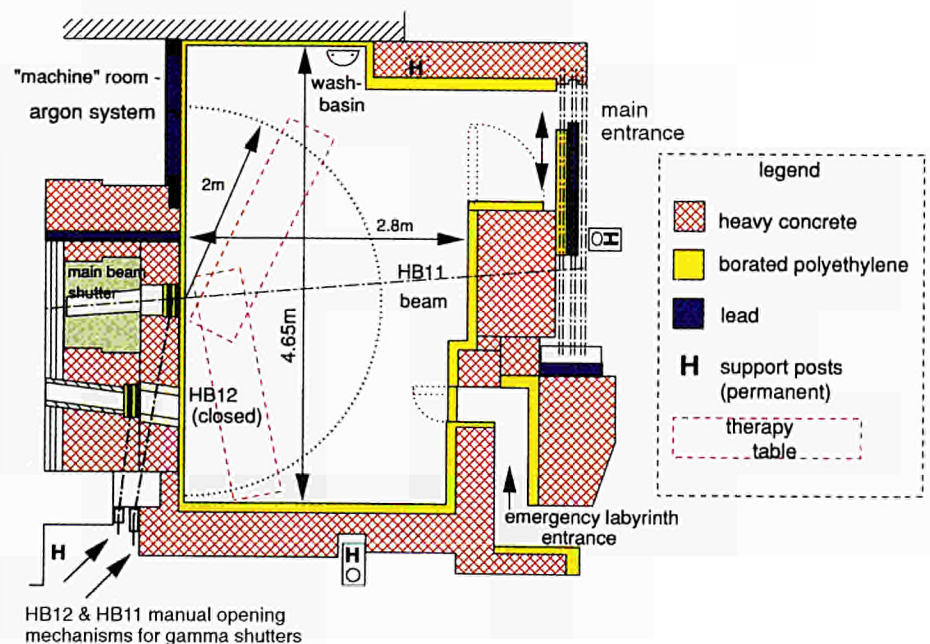 "machine" room -
argon system
wash-
basin
H
main
entrance
2m
2.8m
HB11
beam
main beam
shutter
4.65m
HB12
(closed)
H
emergency labyrinth
entrance
H
H
HB12 & HB11 manual opening
mechanisms for gamma shutters
legend
heavy concrete
borated polyethylene
lead
H support posts
(permanent)
therapy
table